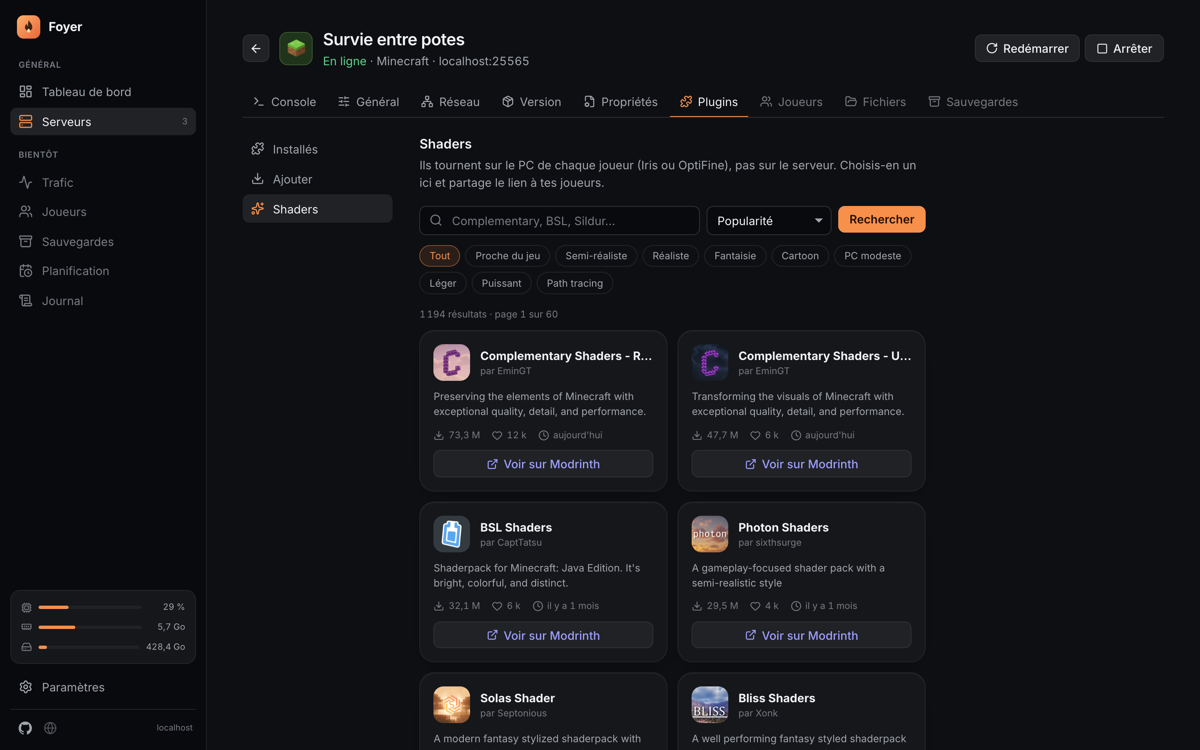 Foyer
GÉNÉRAL
Tableau de bord
Serveurs
3
BIENTÔT
Trafic
Joueurs
Sauvegardes
Planification
Journal
29 %
5,7 Go
428,4 Go
Paramètres
localhost
Survie entre potes
En ligne · Minecraft · localhost:25565
Redémarrer
Arrêter
Console
Général
Réseau
Version
Propriétés
Plugins
Joueurs
Fichiers
Sauvegardes
Installés
Ajouter
Shaders
Shaders
Ils tournent sur le PC de chaque joueur (Iris ou OptiFine), pas sur le serveur. Choisis-en un
ici et partage le lien à tes joueurs.
Complementary, BSL, Sildur...
Popularité
Rechercher
Tout
Proche du jeu
Semi-réaliste
Réaliste
Fantaisie
Cartoon
PC modeste
Léger
Puissant
Path tracing
1 194 résultats · page 1 sur 60
Complementary Shaders - R...
par EminGT
Preserving the elements of Minecraft with
exceptional quality, detail, and performance.
73,3 M
12 k
aujourd'hui
Voir sur Modrinth
Complementary Shaders - U...
par EminGT
Transforming the visuals of Minecraft with
exceptional quality, detail, and performance.
47,7 M
6 k
aujourd'hui
Voir sur Modrinth
BSL Shaders
par CaptTatsu
Shaderpack for Minecraft: Java Edition. It's
bright, colorful, and distinct.
32,1 M
6 k
il y a 1 mois
Voir sur Modrinth
photon
Photon Shaders
par sixthsurge
A gameplay-focused shader pack with a
semi-realistic style
29,5 M
4 k
il y a 1 mois
Voir sur Modrinth
Solas Shader
par Septonious
A modern fantasy stylized shaderpack with
BLISS
Bliss Shaders
par Xonk
A well performing fantasy styled shaderpack